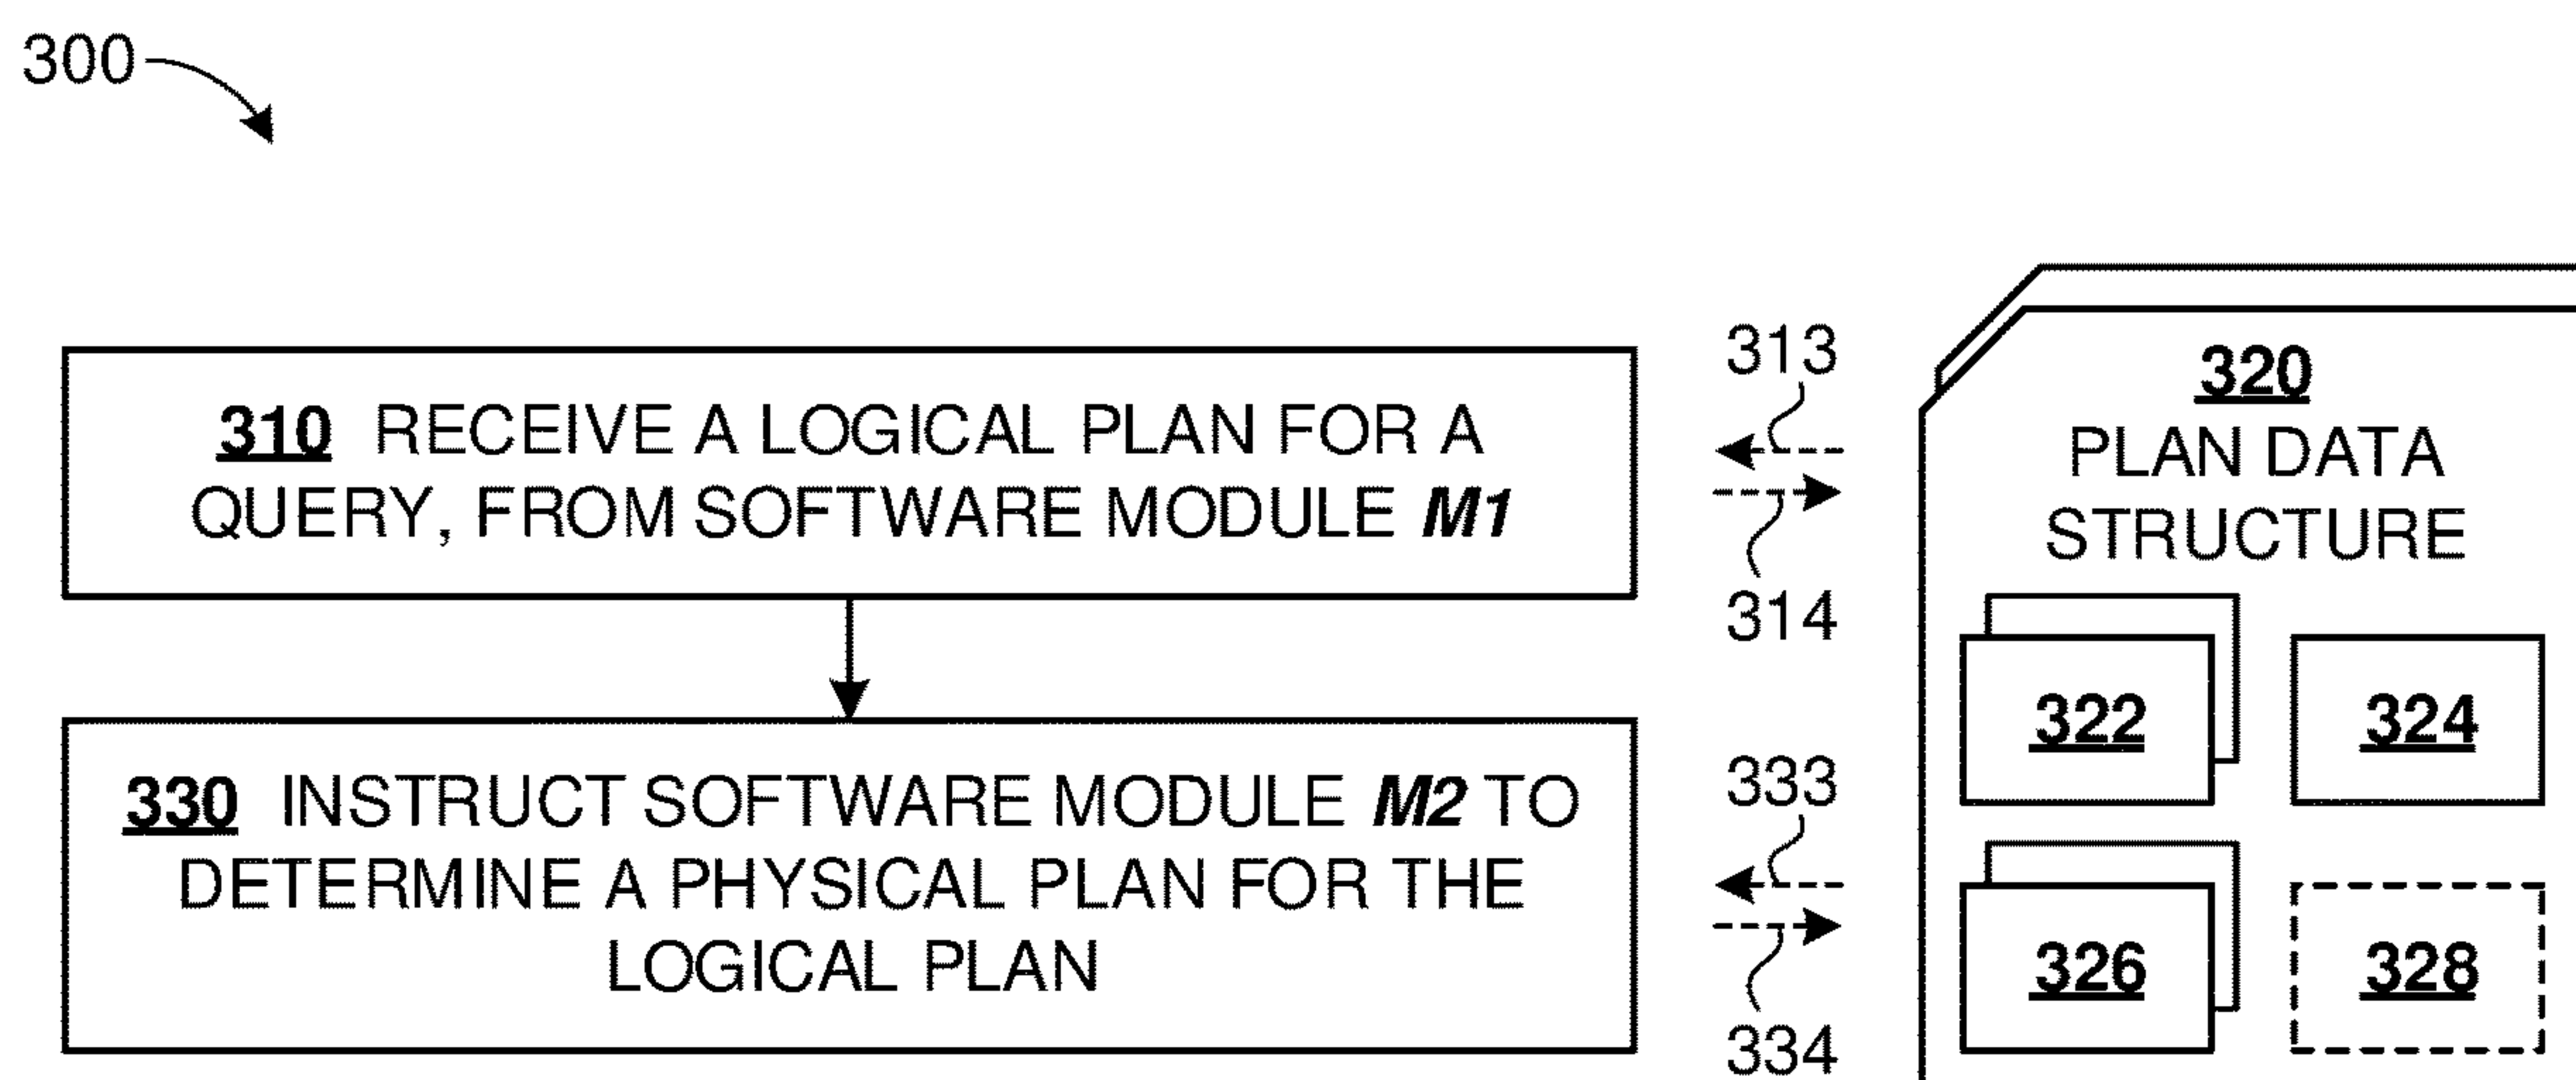 300
310 RECEIVE A LOGICAL PLAN FOR A
QUERY, FROM SOFTWARE MODULE M1
313
314
320
PLAN DATA
STRUCTURE
322
324
330 INSTRUCT SOFTWARE MODULE M2 TO
DETERMINE A PHYSICAL PLAN FOR THE
LOGICAL PLAN
333
334
326
328